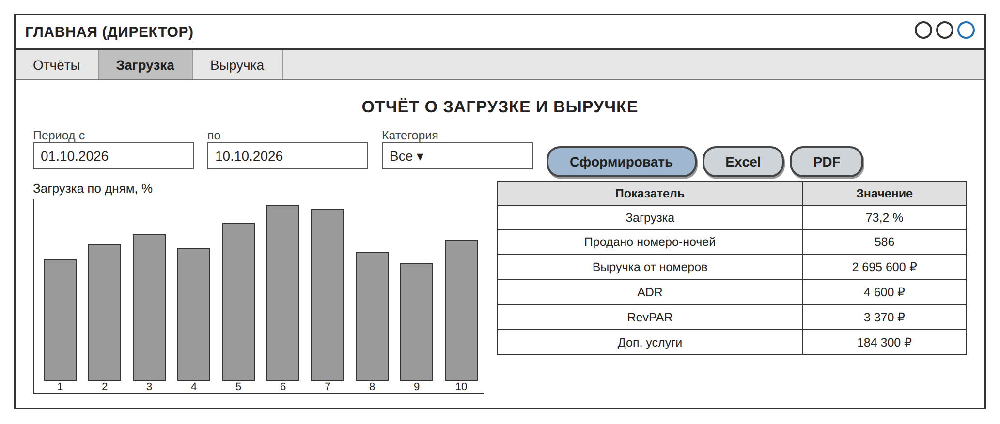 ГЛАВНАЯ (ДИРЕКТОР)
Отчёты Загрузка Выручка
ОТЧЁТ О ЗАГРУЗКЕ И ВЫРУЧКЕ
Период с по Категория
01.10.2026 10.10.2026 Все ▾ Сформировать Excel PDF
Загрузка по дням, %
1 2 3 4 5 6 7 8 9 10
Показатель Значение
Загрузка 73,2 %
Продано номеро-ночей 586
Выручка от номеров 2 695 600 ₽
ADR 4 600 ₽
RevPAR 3 370 ₽
Доп. услуги 184 300 ₽